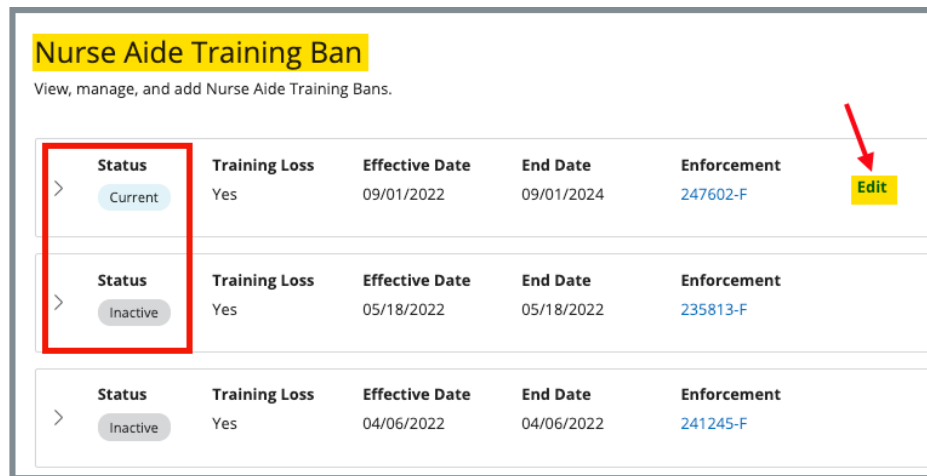 Nurse Aide Training Ban
View, manage, and add Nurse Aide Training Bans.
Status Training Loss Effective Date End Date Enforcement
Current Yes 09/01/2022 09/01/2024 247602-F Edit
Status Training Loss Effective Date End Date Enforcement
Inactive Yes 05/18/2022 05/18/2022 235813-F
Status Training Loss Effective Date End Date Enforcement
Inactive Yes 04/06/2022 04/06/2022 241245-F